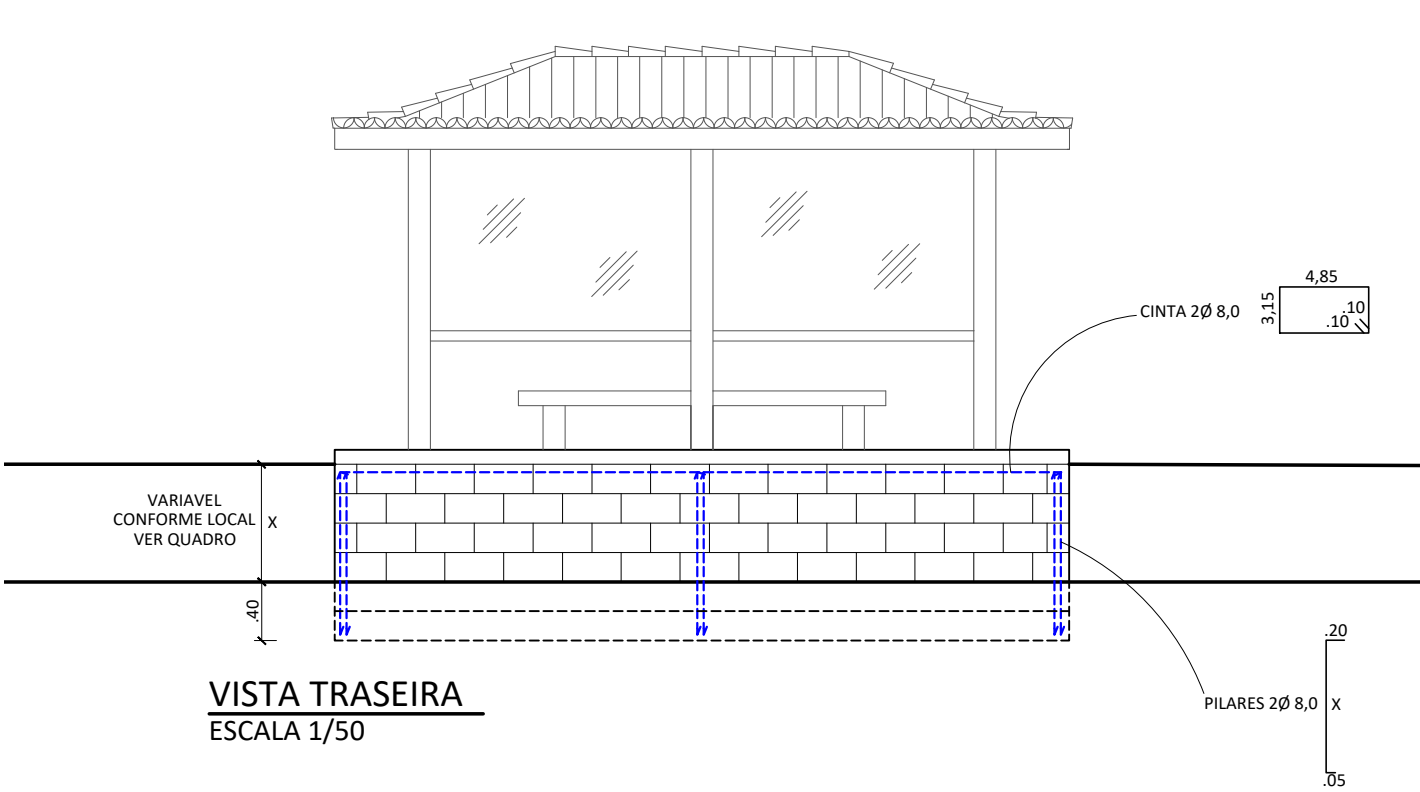 4,85
3,15
.10
.10
CINTA 2Ø 8,0
VARIAVEL
CONFORME LOCAL
VER QUADRO
X
.40
.20
PILARES 2Ø 8,0
X
.05
VISTA TRASEIRA
ESCALA 1/50